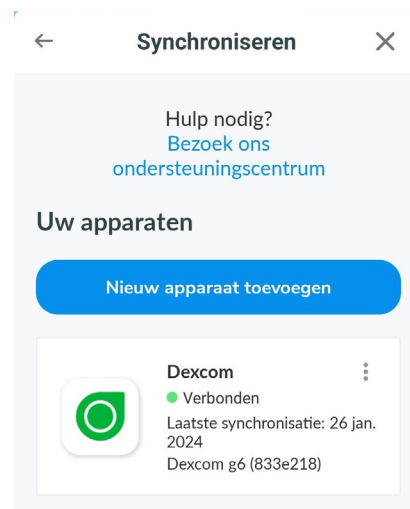 Synchroniseren
Hulp nodig?
Bezoek ons
ondersteuningscentrum
Uw apparaten
Nieuw apparaat toevoegen
Dexcom
Verbonden
Laatste synchronisatie: 26 jan.
2024
Dexcom g6 (833e218)